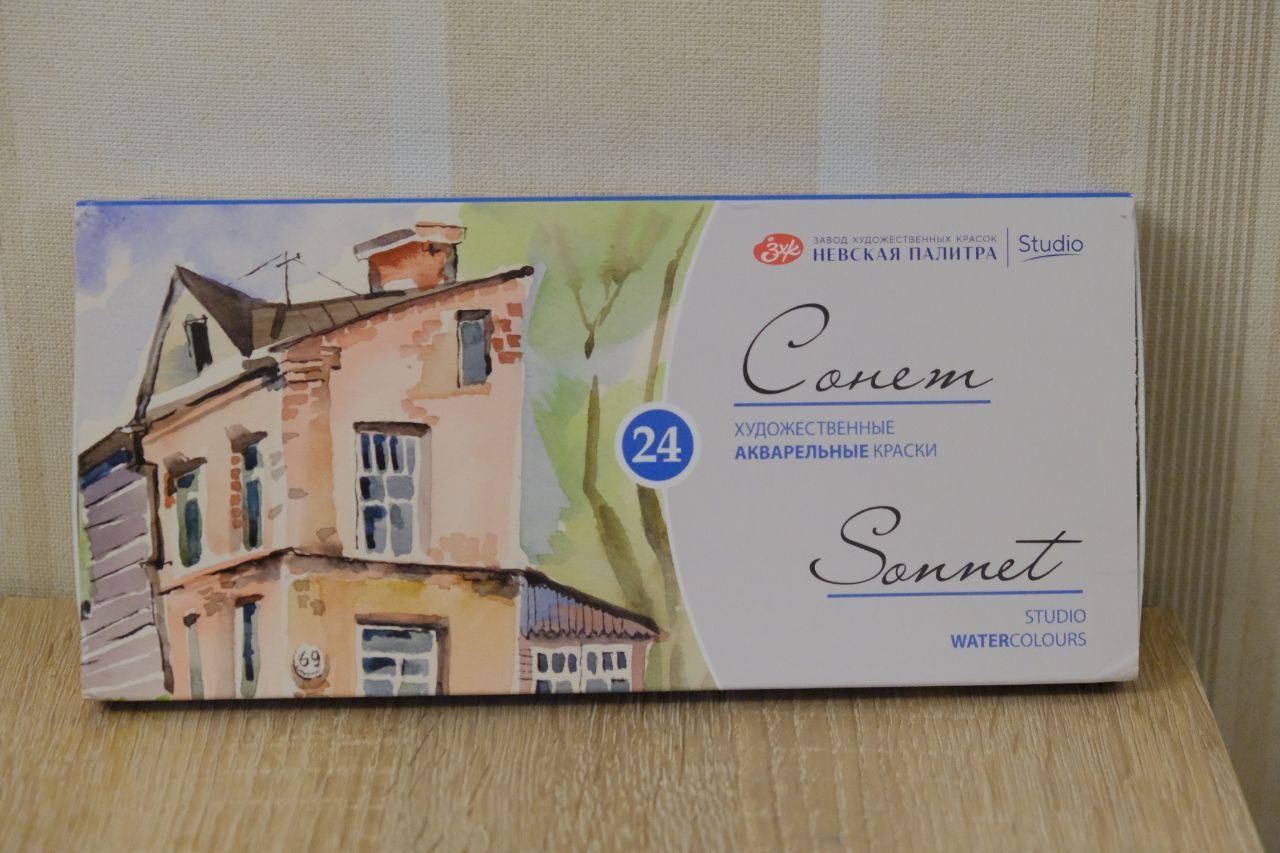 ЗХК
ЗАВОД ХУДОЖЕСТВЕННЫХ КРАСОК
НЕВСКАЯ ПАЛИТРА
Studio
Сонет
ХУДОЖЕСТВЕННЫЕ
АКВАРЕЛЬНЫЕ КРАСКИ
24
Sonnet
STUDIO
WATERCOLOURS
69